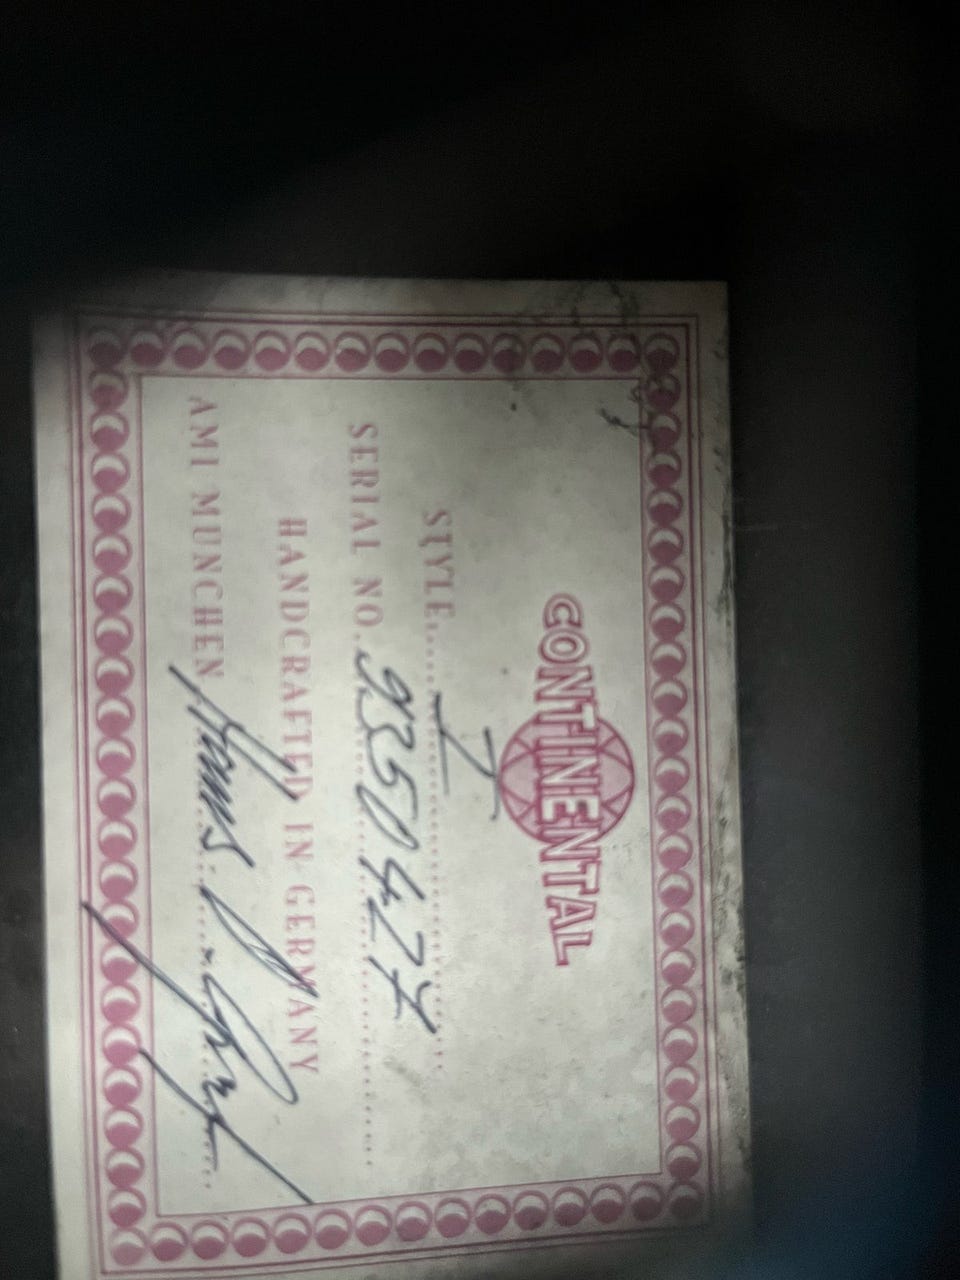 CONTINENTAL
STYLE I
SERIAL NO. 9350427
HANDCRAFTED IN GERMANY
AMI MUNCHEN